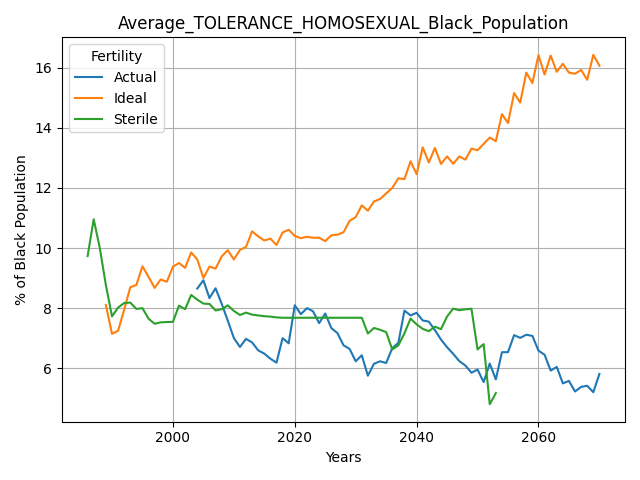 Average_TOLERANCE_HOMOSEXUAL_Black_Population
Fertility
Actual
Ideal
Sterile
% of Black Population
16
14
12
10
8
6
2000 2020 2040 2060
Years